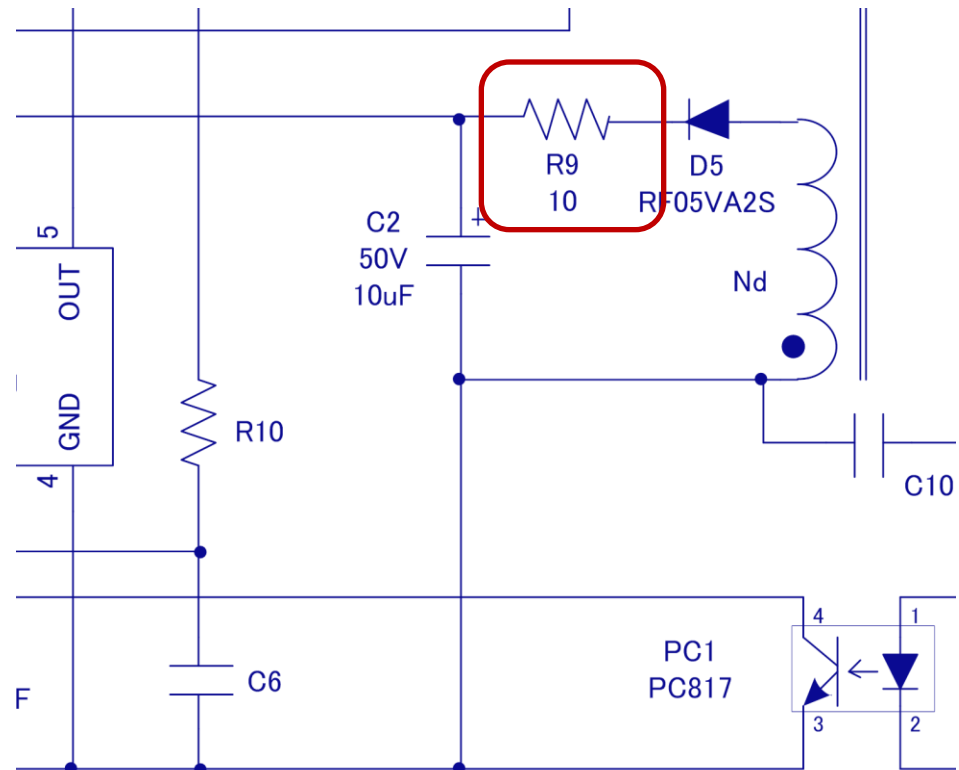 R9
10
D5
RF05VA2S
+
C2
50V
10uF
Nd
5
OUT
GND
4
R10
C10
C6
F
PC1
PC817
4
1
3
2